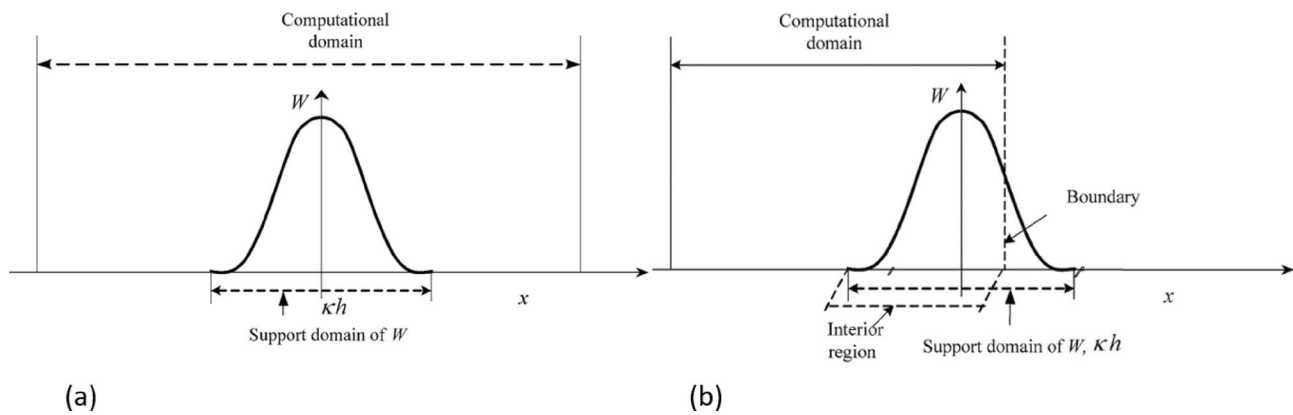 Computational
domain
W
κh
x
Support domain of W
(a)
Computational
domain
W
Boundary
x
Interior
region
Support domain of W, κh
(b)